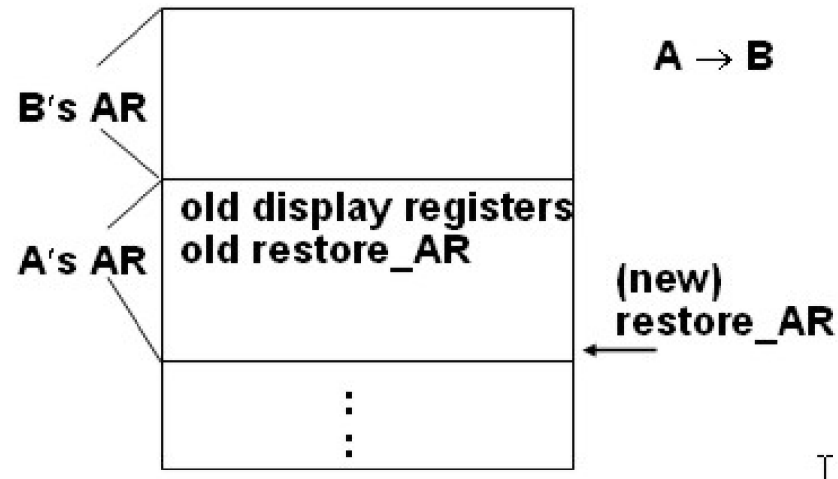 A → B
B's AR
old display registers
old restore_AR
A's AR
(new)
restore_AR